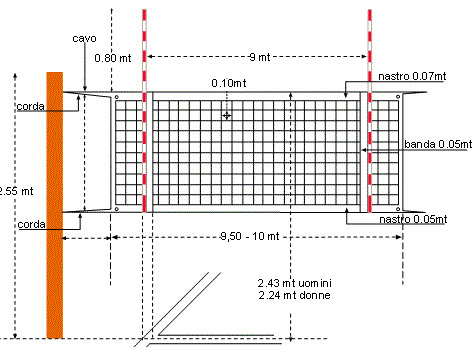 cavo
0.80 mt
9 mt
0.10mt
nastro 0.07mt
corda
banda 0.05mt
2.55 mt
corda
nastro 0.05mt
9,50 - 10 mt
2.43 mt uomini
2.24 mt donne